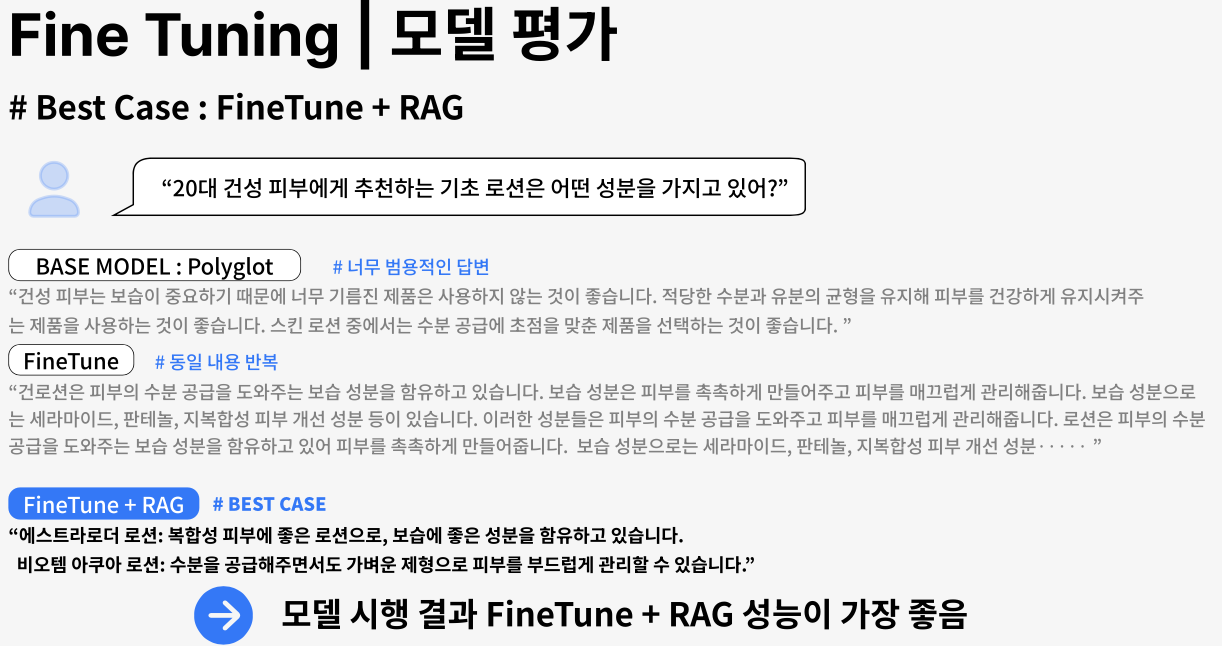 Fine Tuning | 모델 평가
# Best Case : FineTune + RAG
“20대 건성 피부에게 추천하는 기초 로션은 어떤 성분을 가지고 있어?”
BASE MODEL : Polyglot # 너무 범용적인 답변
“건성 피부는 보습이 중요하기 때문에 너무 기름진 제품은 사용하지 않는 것이 좋습니다. 적당한 수분과 유분의 균형을 유지해 피부를 건강하게 유지시켜주
는 제품을 사용하는 것이 좋습니다. 스킨 로션 중에서는 수분 공급에 초점을 맞춘 제품을 선택하는 것이 좋습니다. ”
FineTune # 동일 내용 반복
“건로션은 피부의 수분 공급을 도와주는 보습 성분을 함유하고 있습니다. 보습 성분은 피부를 촉촉하게 만들어주고 피부를 매끄럽게 관리해줍니다. 보습 성분으로
는 세라마이드, 판테놀, 지복합성 피부 개선 성분 등이 있습니다. 이러한 성분들은 피부의 수분 공급을 도와주고 피부를 매끄럽게 관리해줍니다. 로션은 피부의 수분
공급을 도와주는 보습 성분을 함유하고 있어 피부를 촉촉하게 만들어줍니다. 보습 성분으로는 세라마이드, 판테놀, 지복합성 피부 개선 성분····· ”
FineTune + RAG # BEST CASE
“에스트라로더 로션: 복합성 피부에 좋은 로션으로, 보습에 좋은 성분을 함유하고 있습니다.
비오템 아쿠아 로션: 수분을 공급해주면서도 가벼운 제형으로 피부를 부드럽게 관리할 수 있습니다.”
모델 시행 결과 FineTune + RAG 성능이 가장 좋음